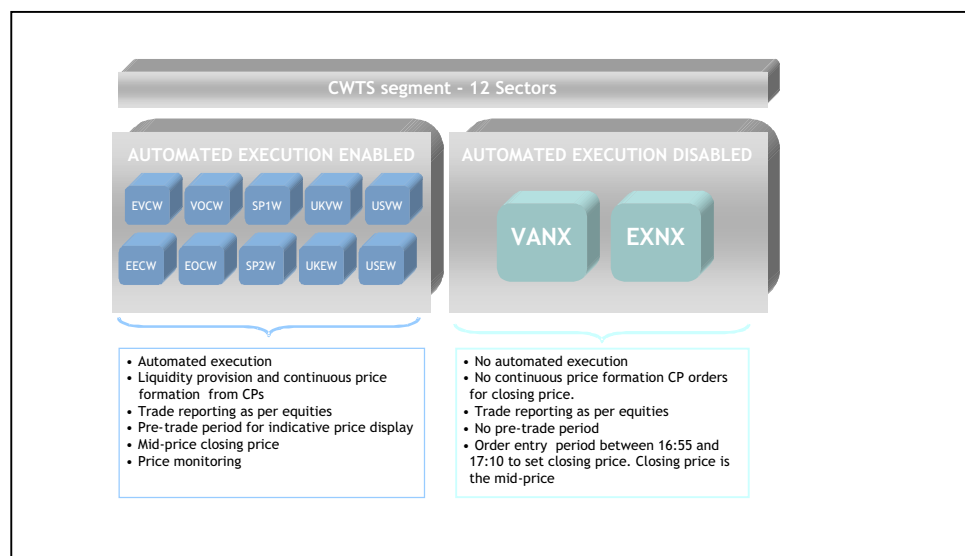 CWTS segment - 12 Sectors
AUTOMATED EXECUTION ENABLED
EVCW VOCW SP1W UKVW USVW
EECW EOCW SP2W UKEW USEW
• Automated execution
• Liquidity provision and continuous price
formation from CPs
• Trade reporting as per equities
• Pre-trade period for indicative price display
• Mid-price closing price
• Price monitoring
AUTOMATED EXECUTION DISABLED
VANX EXNX
• No automated execution
• No continuous price formation CP orders
for closing price.
• Trade reporting as per equities
• No pre-trade period
• Order entry period between 16:55 and
17:10 to set closing price. Closing price is
the mid-price